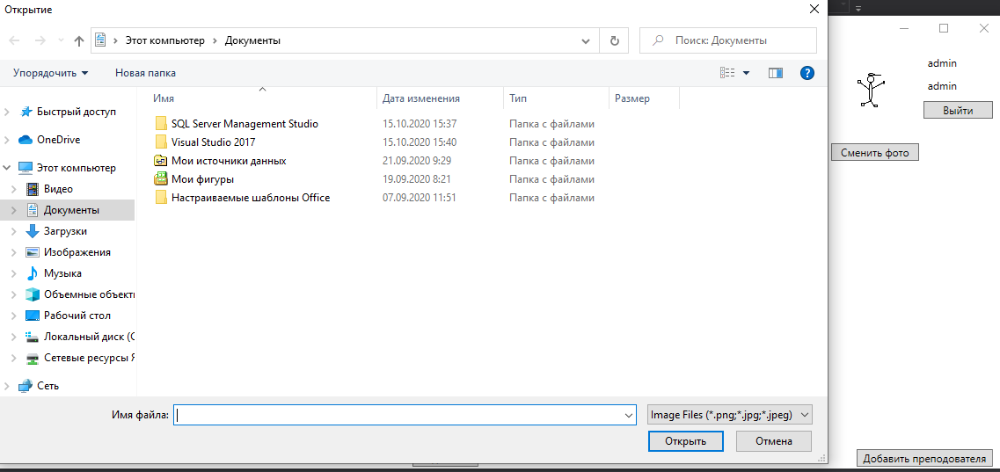 Открытие
Этот компьютер
Документы
Поиск: Документы
Упорядочить
Новая папка
Имя
Дата изменения
Тип
Размер
Быстрый доступ
OneDrive
Этот компьютер
Видео
Документы
Загрузки
Изображения
Музыка
Объемные объекты
Рабочий стол
Локальный диск (C
Сетевые ресурсы Я
Сеть
SQL Server Management Studio 15.10.2020 15:37 Папка с файлами
Visual Studio 2017 15.10.2020 15:40 Папка с файлами
Мои источники данных 21.09.2020 9:29 Папка с файлами
Мои фигуры 19.09.2020 8:21 Папка с файлами
Настраиваемые шаблоны Office 07.09.2020 11:51 Папка с файлами
Имя файла:
Image Files (*.png;*.jpg;*.jpeg)
Открыть
Отмена
admin
admin
Выйти
Сменить фото
Добавить преподователя